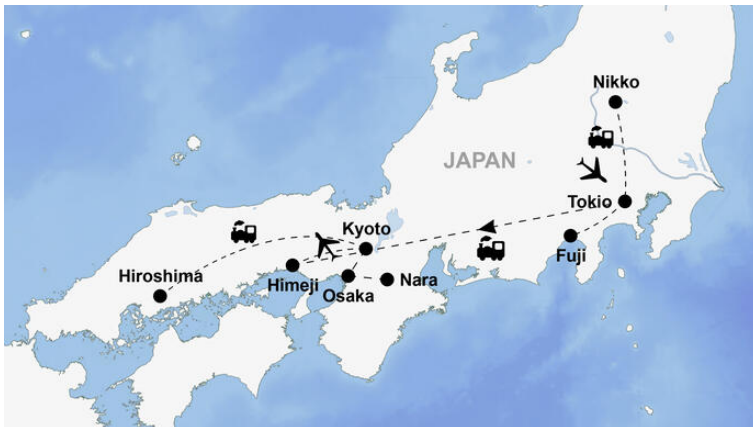 Nikko
JAPAN
Tokio
Kyoto
Fuji
Hiroshima
Himeji
Osaka
Nara